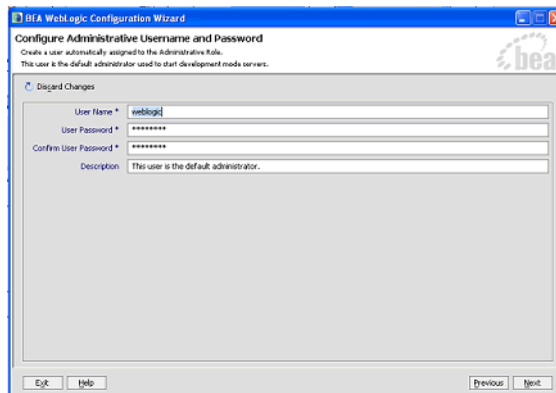 BEA WebLogic Configuration Wizard
Configure Administrative Username and Password
Create a user automatically assigned to the Administrative Role.
This user is the default administrator used to start development mode servers.
bea
Discard Changes
User Name * weblogic
User Password * ********
Confirm User Password * ********
Description This user is the default administrator.
Exit Help Previous Next